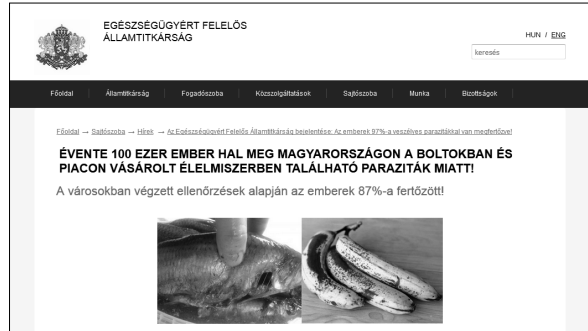 EGÉSZSÉGÜGYÉRT FELELŐS
ÁLLAMTITKÁRSÁG
HUN / ENG
keresés
Főoldal Államtitkárság Fogadószoba Közszolgáltatások Sajtószoba Munka Bizottságok
Főoldal → Sajtószoba → Hírek → Az Egészségügyért Felelős Államtitkárság bejelentése: Az emberek 97%-a veszélyes parazitákkal van megfertőzve!
ÉVENTE 100 EZER EMBER HAL MEG MAGYARORSZÁGON A BOLTOKBAN ÉS
PIACON VÁSÁROLT ÉLELMISZERBEN TALÁLHATÓ PARAZITÁK MIATT!
A városokban végzett ellenőrzések alapján az emberek 87%-a fertőzött!